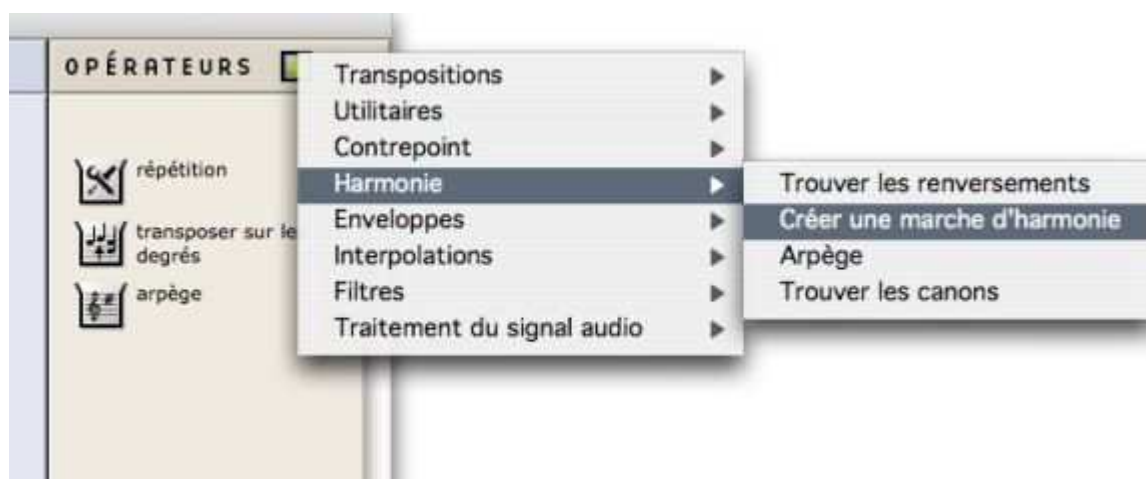 OPÉRATEURS
répétition
transposer sur le
degrés
arpège
Transpositions
Utilitaires
Contrepoint
Harmonie
Enveloppes
Interpolations
Filtres
Traitement du signal audio
Trouver les renversements
Créer une marche d'harmonie
Arpège
Trouver les canons